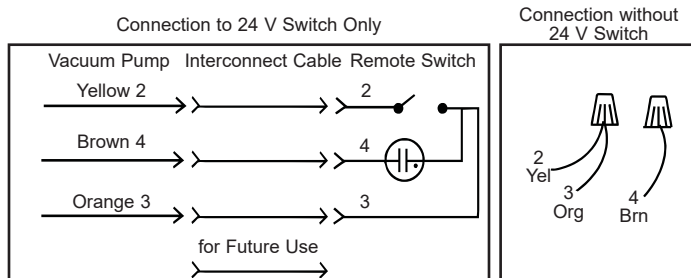 Connection to 24 V Switch Only
Vacuum Pump Interconnect Cable Remote Switch
Yellow 2 2
Brown 4 4
Orange 3 3
for Future Use
Connection without
24 V Switch
2
Yel
3
Org
4
Brn